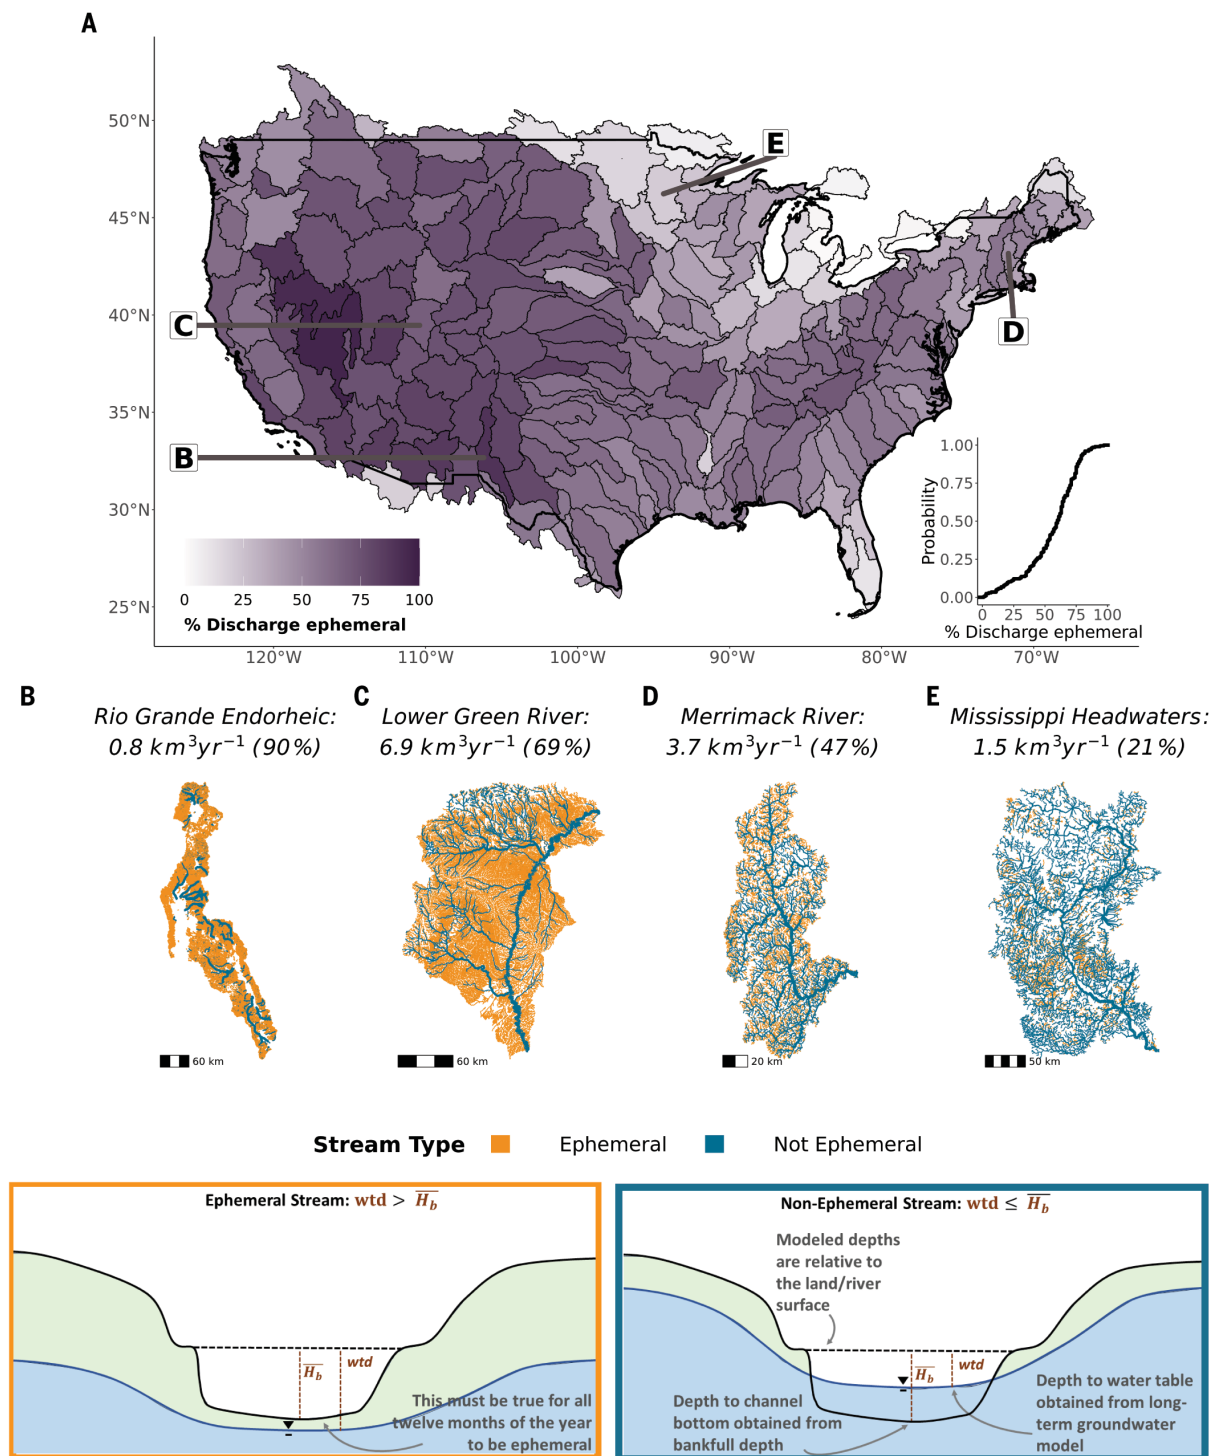 A
50°N
45°N
40°N
35°N
30°N
25°N
120°W
110°W
100°W
90°W
80°W
70°W
E
C
D
B
0
25
50
75
100
% Discharge ephemeral
Probability
1.00
0.75
0.50
0.25
0.00
0
25
50
75
100
% Discharge ephemeral
B
Rio Grande Endorheic:
0.8 km³yr⁻¹ (90%)
60 km
C
Lower Green River:
6.9 km³yr⁻¹ (69%)
60 km
D
Merrimack River:
3.7 km³yr⁻¹ (47%)
20 km
E
Mississippi Headwaters:
1.5 km³yr⁻¹ (21%)
50 km
Stream Type Ephemeral Not Ephemeral
Ephemeral Stream: wtd > H̅_b
H̅_b
wtd
This must be true for all
twelve months of the year
to be ephemeral
Non-Ephemeral Stream: wtd ≤ H̅_b
Modeled depths
are relative to
the land/river
surface
H̅_b
wtd
Depth to channel
bottom obtained from
bankfull depth
Depth to water table
obtained from long-
term groundwater
model